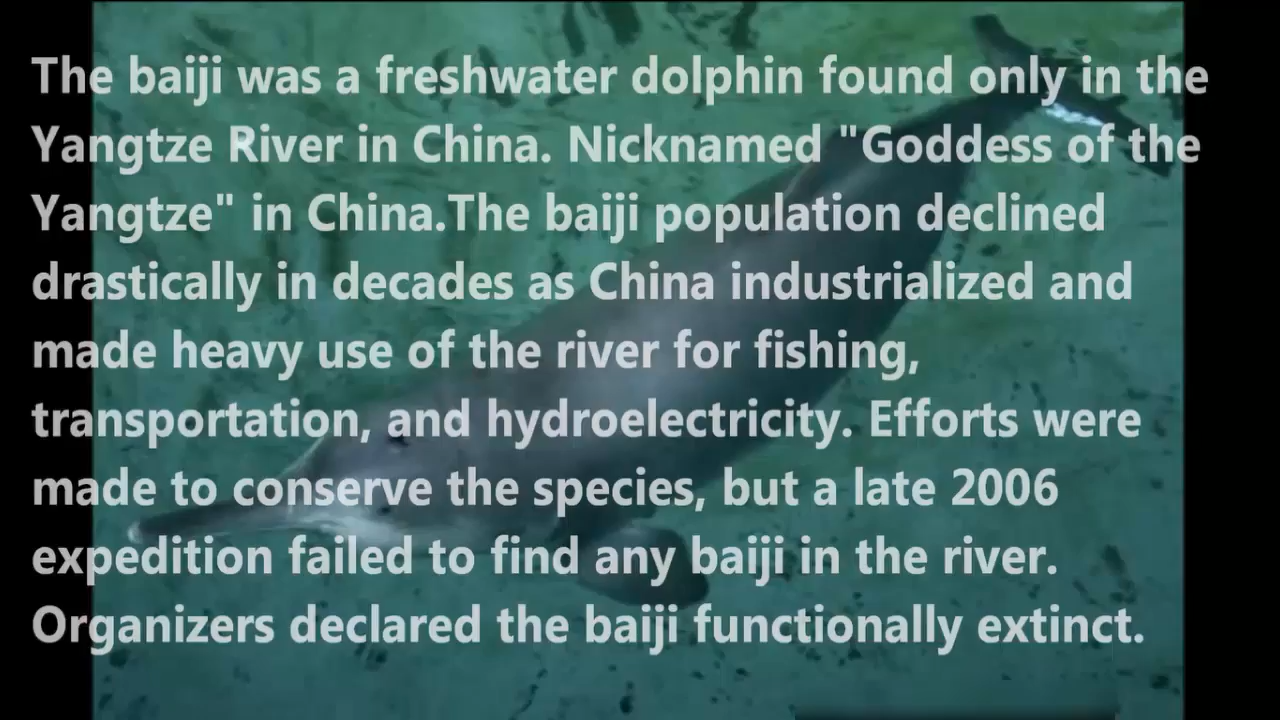 The baiji was a freshwater dolphin found only in the
Yangtze River in China. Nicknamed "Goddess of the
Yangtze" in China.The baiji population declined
drastically in decades as China industrialized and
made heavy use of the river for fishing,
transportation, and hydroelectricity. Efforts were
made to conserve the species, but a late 2006
expedition failed to find any baiji in the river.
Organizers declared the baiji functionally extinct.